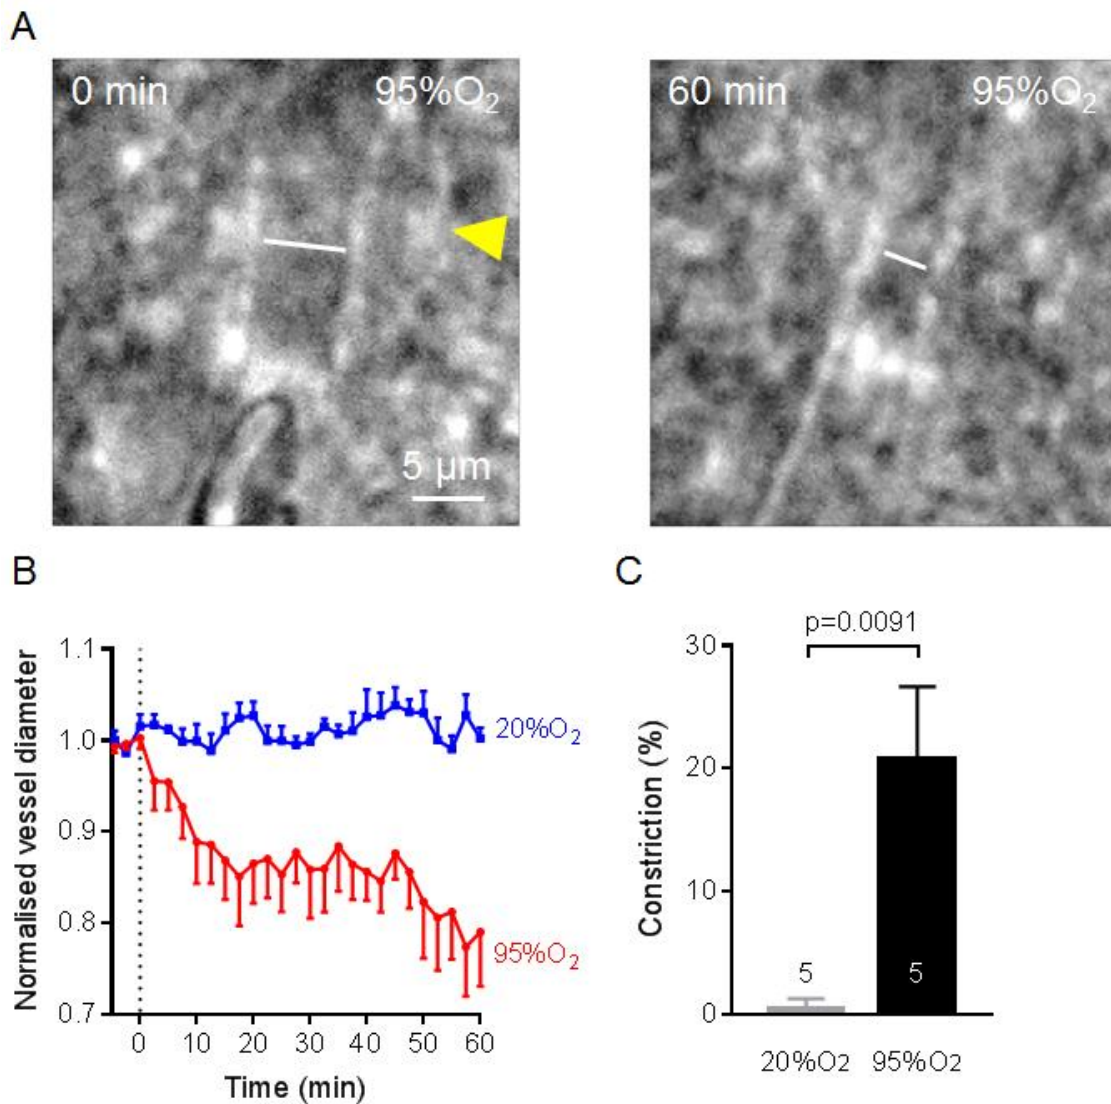 A
0 min 95%O₂
60 min 95%O₂
5 µm
B
Normalised vessel diameter
1.1
1.0
0.9
0.8
0.7
20%O₂
95%O₂
0 10 20 30 40 50 60
Time (min)
C
p=0.0091
Constriction (%)
30
20
10
0
5 5
20%O₂ 95%O₂